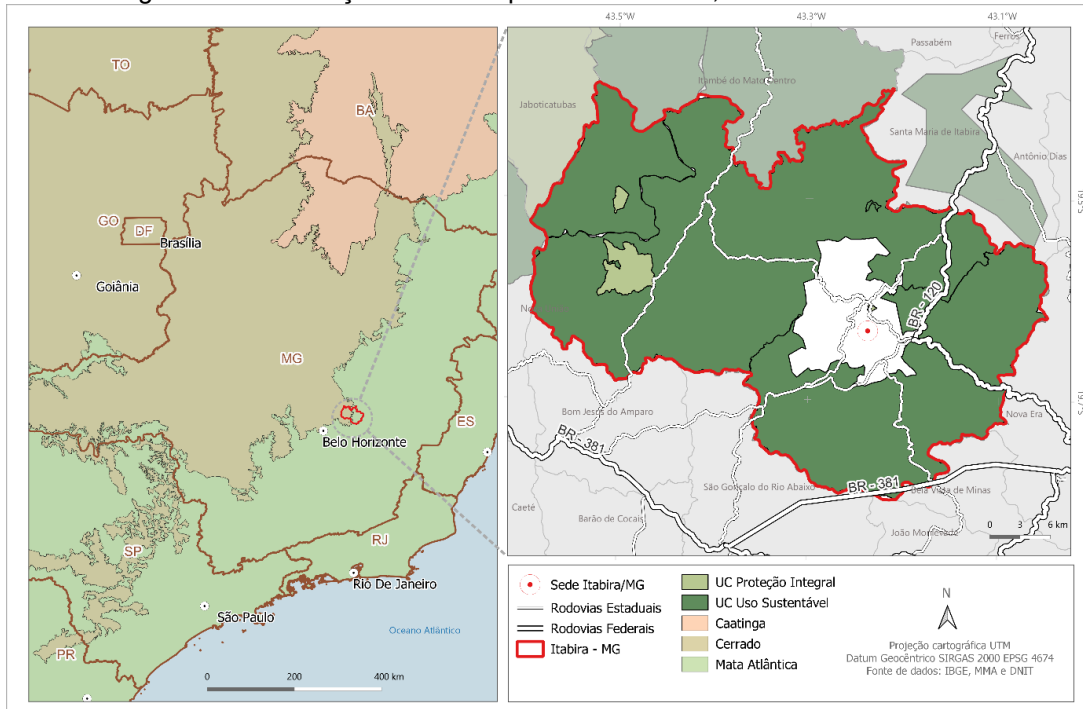 43.5°W
43.3°W
43.1°W
TO
BA
GO
DF
Brasília
Goiânia
MG
ES
Belo Horizonte
SP
RJ
Rio De Janeiro
São Paulo
PR
Oceano Atlântico
0 200 400 km
Ferros
Passabém
Itambé do Mato Dentro
Jaboticatubas
Santa Maria de Itabira
Antônio Dias
19.5°S
BR - 120
19.7°S
Nova Era
Bom Jesus do Amparo
BR - 381
São Gonçalo do Rio Abaixo
BR - 381
Bela Vista de Minas
Caeté
Barão de Cocais
João Monlevade
0 3 6 km
Sede Itabira/MG
Rodovias Estaduais
Rodovias Federais
Itabira - MG
UC Proteção Integral
UC Uso Sustentável
Caatinga
Cerrado
Mata Atlântica
N
Projeção cartográfica UTM
Datum Geocêntrico SIRGAS 2000 EPSG 4674
Fonte de dados: IBGE, MMA e DNIT